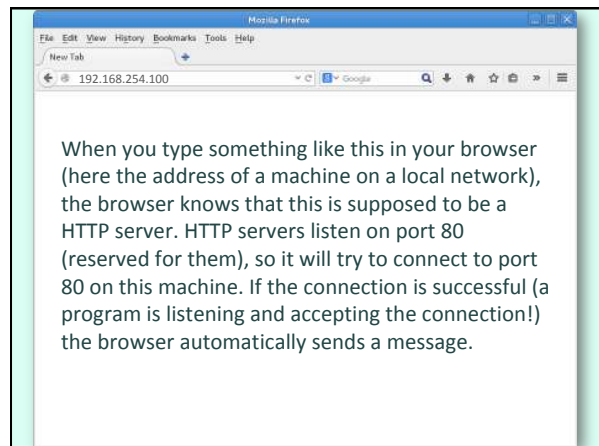 Mozilla Firefox
File Edit View History Bookmarks Tools Help
New Tab
192.168.254.100 Google
When you type something like this in your browser
(here the address of a machine on a local network),
the browser knows that this is supposed to be a
HTTP server. HTTP servers listen on port 80
(reserved for them), so it will try to connect to port
80 on this machine. If the connection is successful (a
program is listening and accepting the connection!)
the browser automatically sends a message.